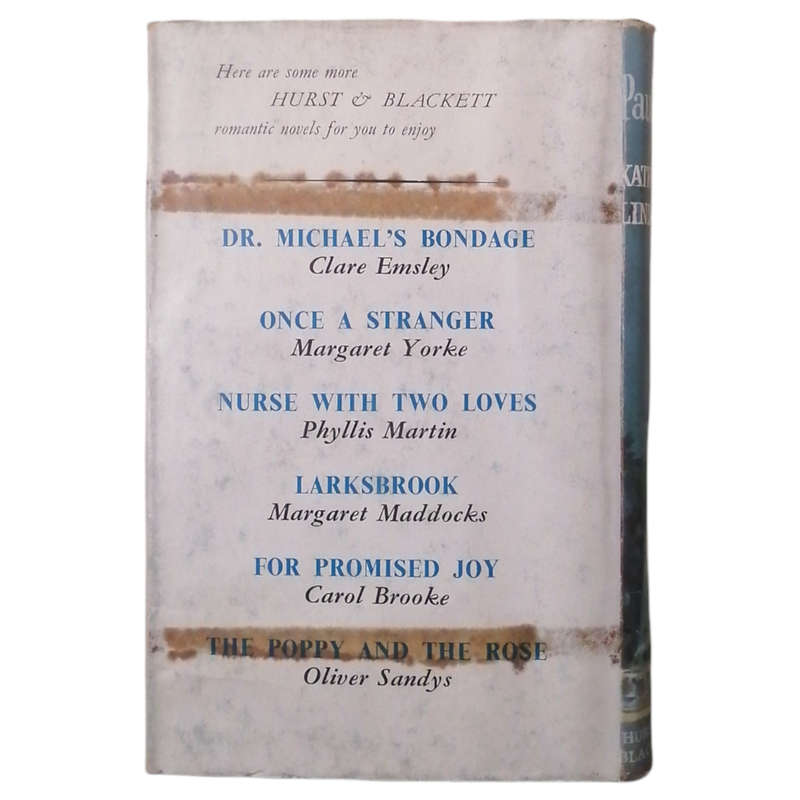 Here are some more
HURST & BLACKETT
romantic novels for you to enjoy
DR. MICHAEL'S BONDAGE
Clare Emsley
ONCE A STRANGER
Margaret Yorke
NURSE WITH TWO LOVES
Phyllis Martin
LARKSBROOK
Margaret Maddocks
FOR PROMISED JOY
Carol Brooke
THE POPPY AND THE ROSE
Oliver Sandys